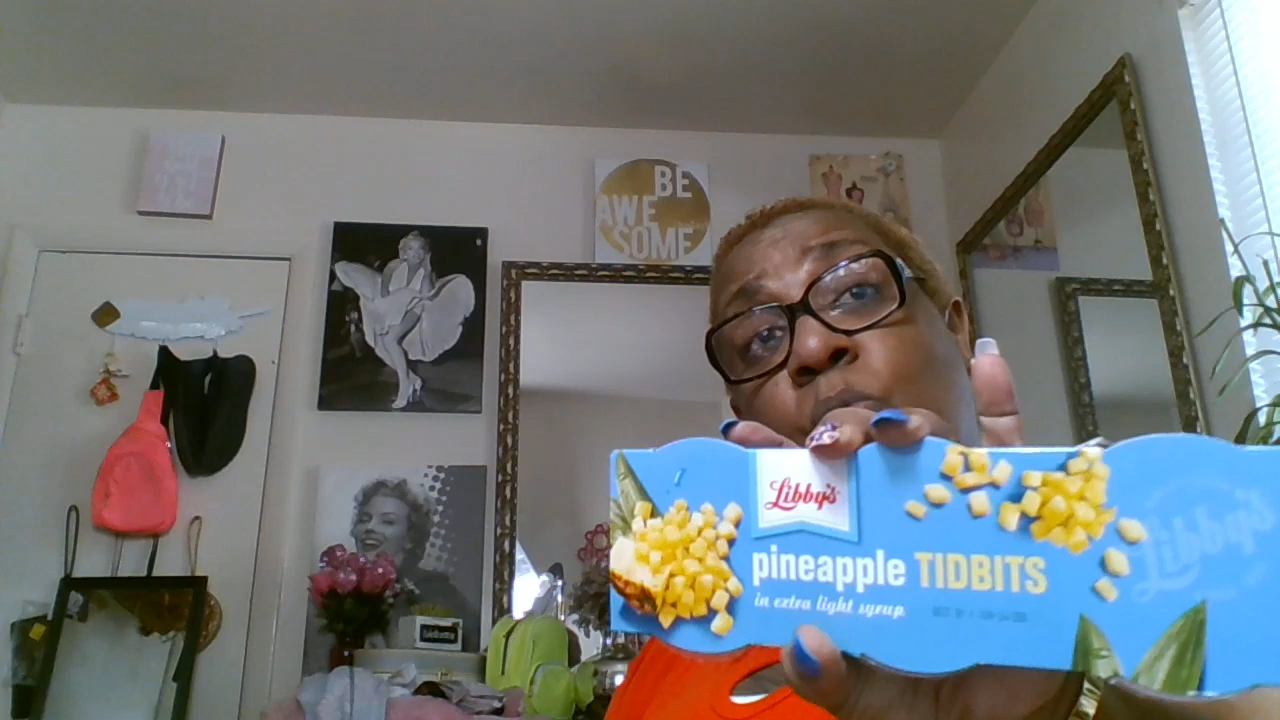 BE
AWE
SOME
Libby's
pineapple TIDBITS
in extra light syrup
Libby's